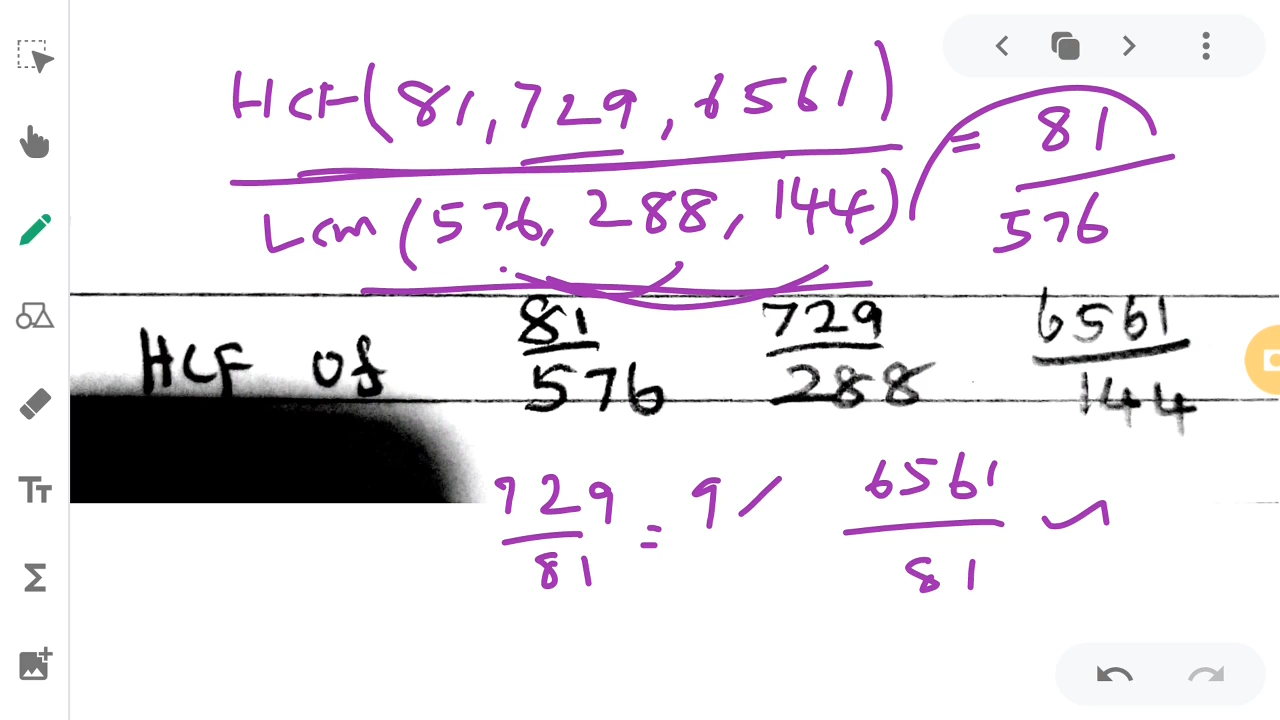 HCF(81, 729, 6561) = 81
Lcm (576, 288, 144) 576
HCF of 81 729 6561
576 288 144
729 = 9 6561
81 81